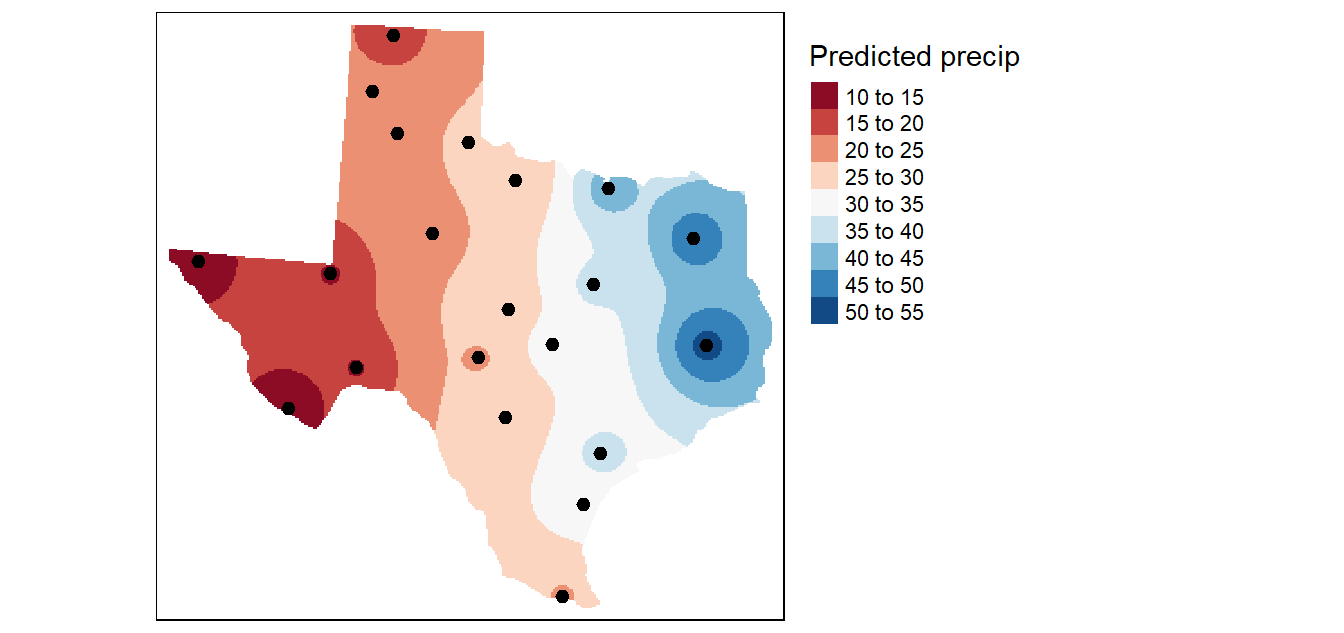 Predicted precip
10 to 15
15 to 20
20 to 25
25 to 30
30 to 35
35 to 40
40 to 45
45 to 50
50 to 55